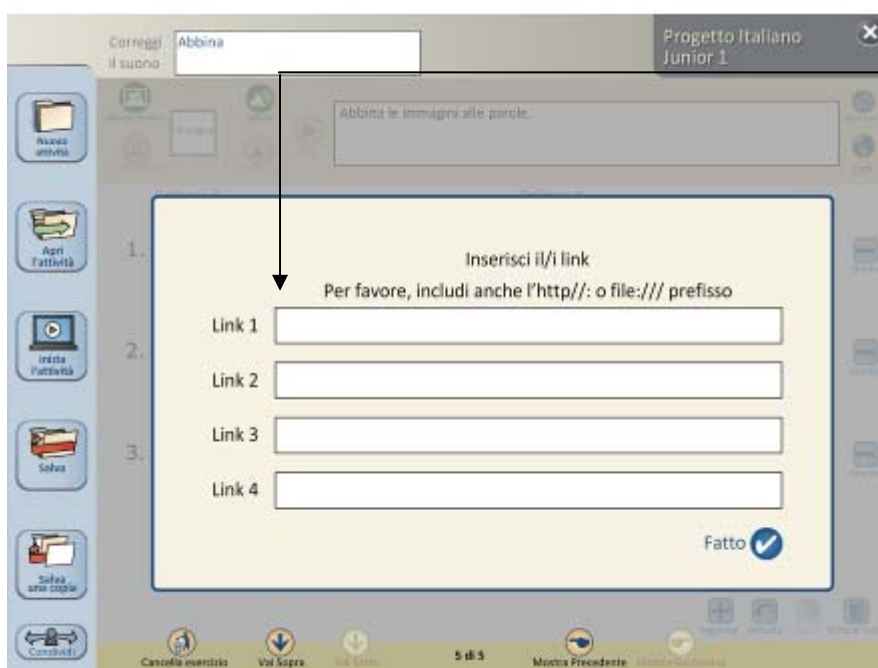 Correggi
il suono
Abbina
Progetto Italiano
Junior 1
Nuova
attività
Abbina le immagini alle parole.
Apri
l'attività
1.
Inserisci il/i link
Per favore, includi anche l'http//: o file:/// prefisso
Link 1
inizia
l'attività
2.
Link 2
Link 3
Salva
3.
Link 4
Fatto
Salva
una copia
Condividi
Cancella esercizio
Vai Sopra
5 di 5
Mostra Precedente